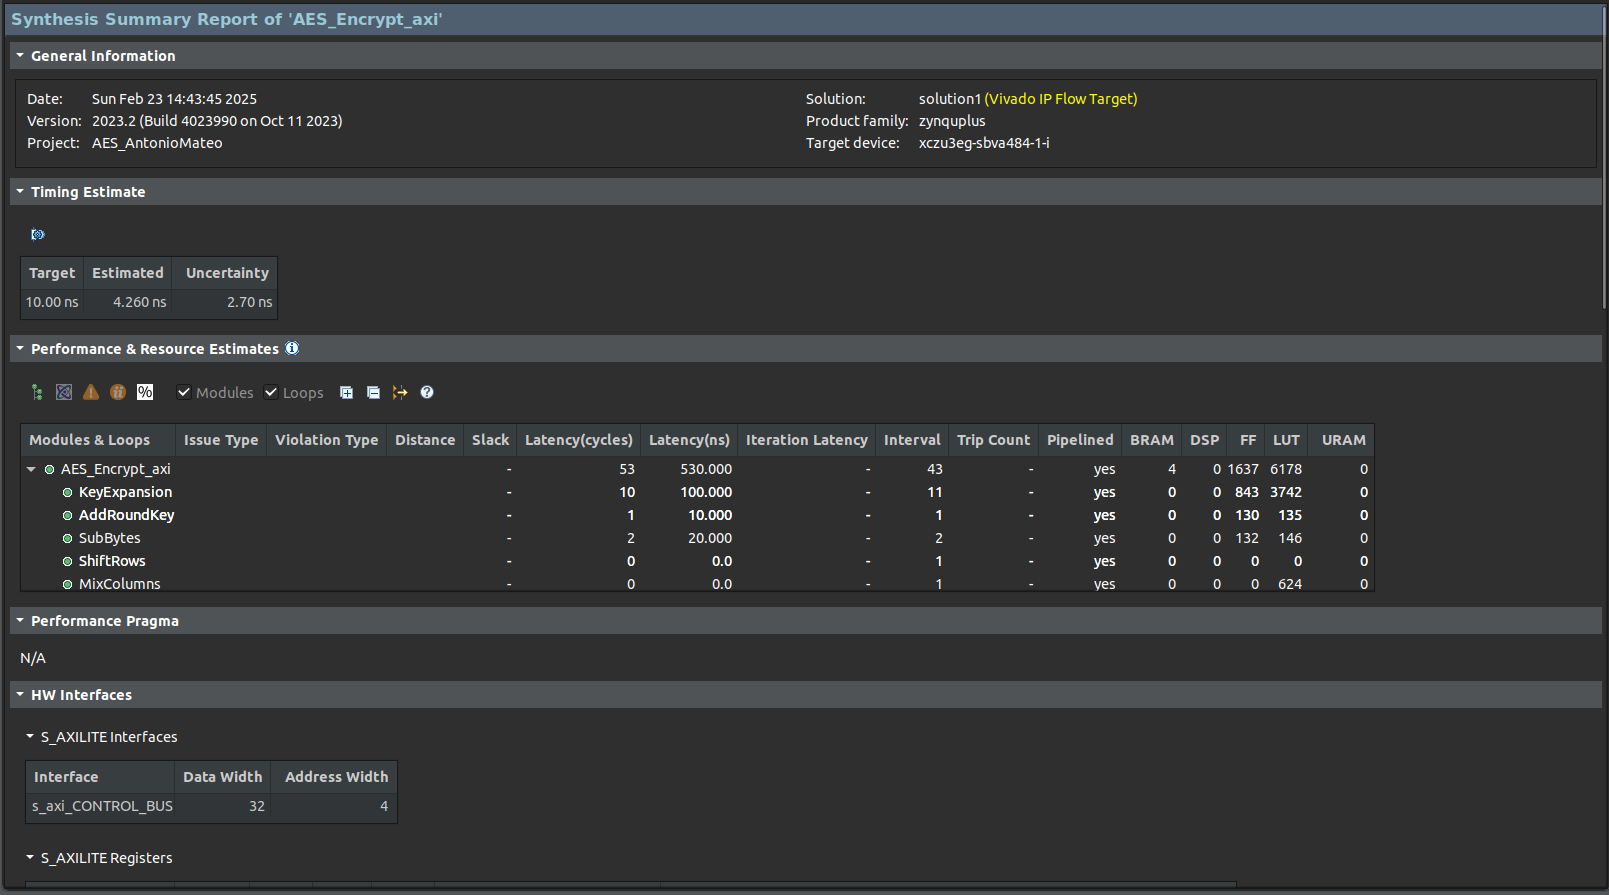 Synthesis Summary Report of 'AES_Encrypt_axi'
General Information
Date: Sun Feb 23 14:43:45 2025 Solution: solution1 (Vivado IP Flow Target)
Version: 2023.2 (Build 4023990 on Oct 11 2023) Product family: zynquplus
Project: AES_AntonioMateo Target device: xczu3eg-sbva484-1-i
Timing Estimate
Target Estimated Uncertainty
10.00 ns 4.260 ns 2.70 ns
Performance & Resource Estimates
% Modules Loops
Modules & Loops Issue Type Violation Type Distance Slack Latency(cycles) Latency(ns) Iteration Latency Interval Trip Count Pipelined BRAM DSP FF LUT URAM
AES_Encrypt_axi - 53 530.000 - 43 - yes 4 0 1637 6178 0
KeyExpansion - 10 100.000 - 11 - yes 0 0 843 3742 0
AddRoundKey - 1 10.000 - 1 - yes 0 0 130 135 0
SubBytes - 2 20.000 - 2 - yes 0 0 132 146 0
ShiftRows - 0 0.0 - 1 - yes 0 0 0 0 0
MixColumns - 0 0.0 - 1 - yes 0 0 0 624 0
Performance Pragma
N/A
HW Interfaces
S_AXILITE Interfaces
Interface Data Width Address Width
s_axi_CONTROL_BUS 32 4
S_AXILITE Registers